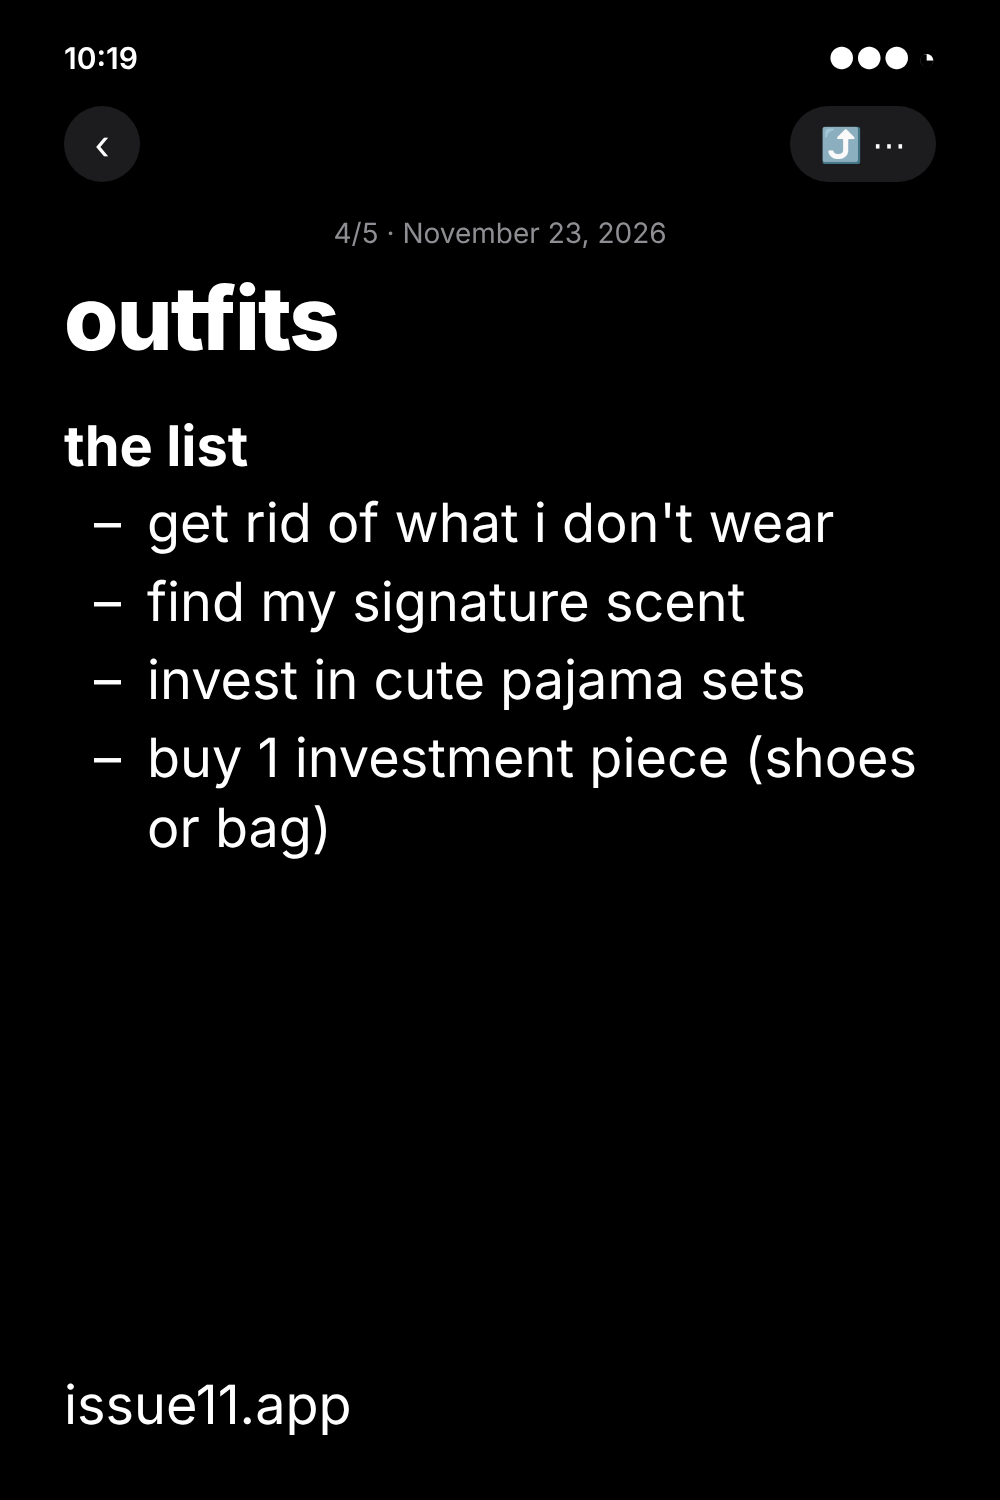 10:19
4/5 · November 23, 2026
outfits
the list
– get rid of what i don't wear
– find my signature scent
– invest in cute pajama sets
– buy 1 investment piece (shoes
or bag)
issue11.app